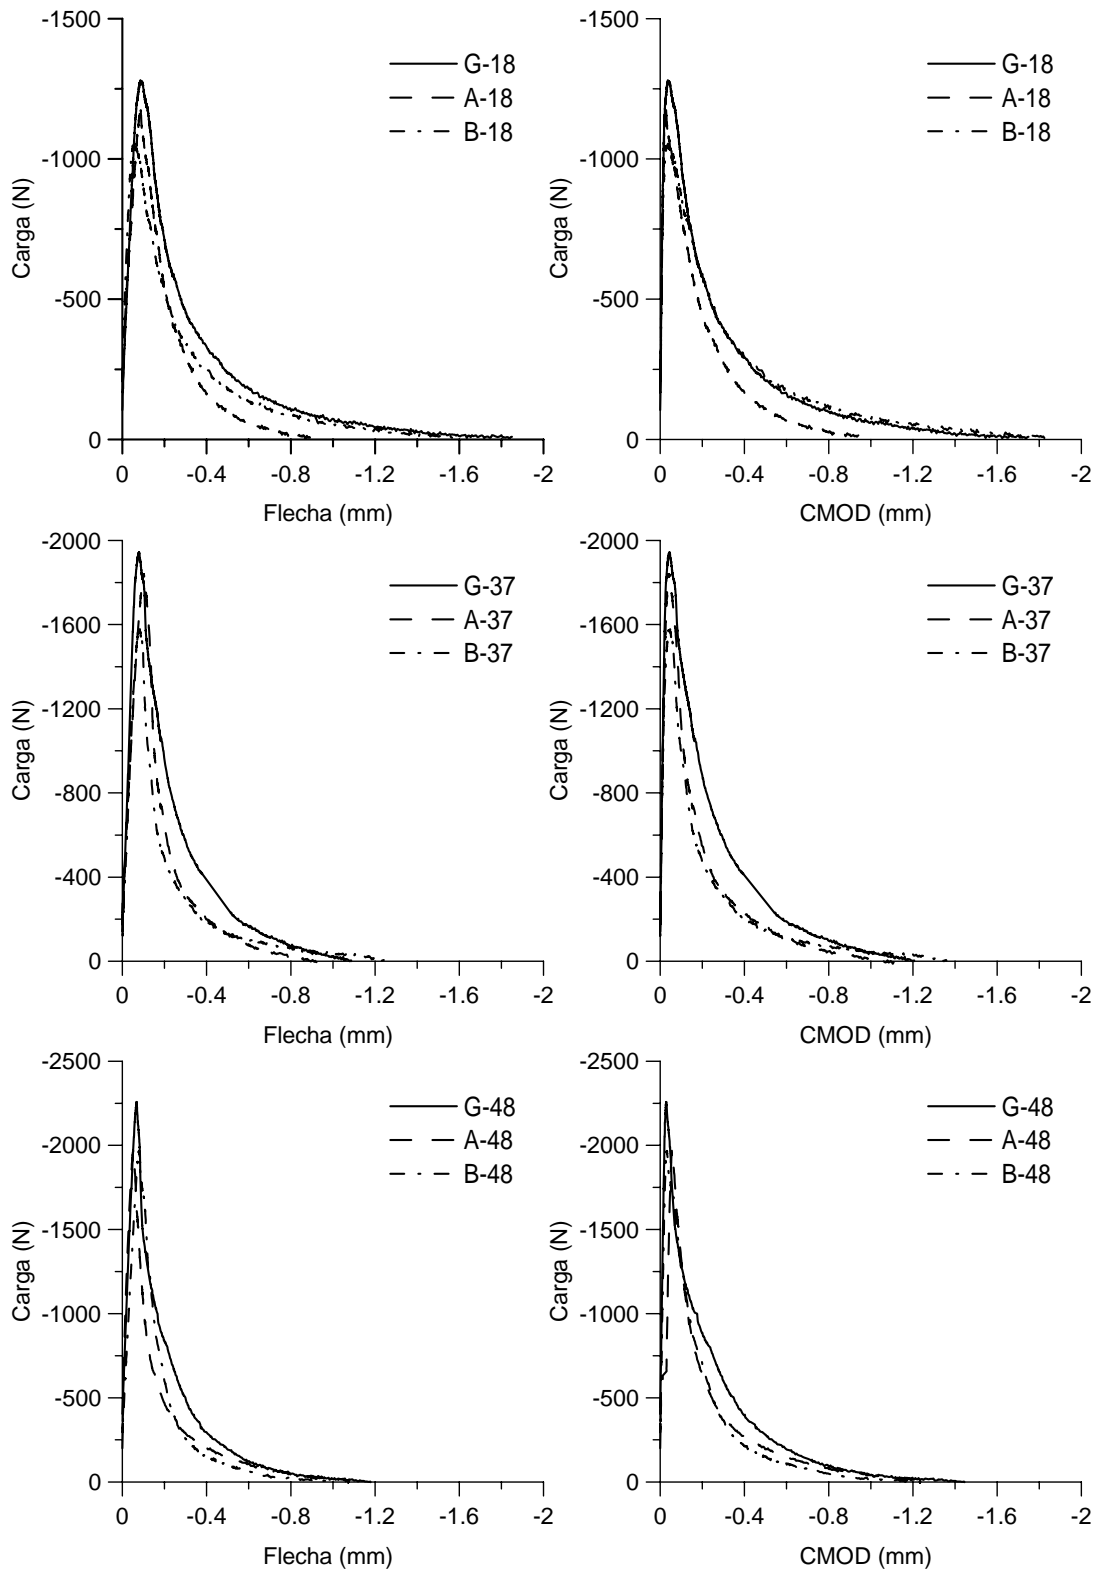 -1500
-1000
-500
0
Carga (N)
G-18
A-18
B-18
0 -0.4 -0.8 -1.2 -1.6 -2
Flecha (mm)
-1500
-1000
-500
0
Carga (N)
G-18
A-18
B-18
0 -0.4 -0.8 -1.2 -1.6 -2
CMOD (mm)
-2000
-1600
-1200
-800
-400
0
Carga (N)
G-37
A-37
B-37
0 -0.4 -0.8 -1.2 -1.6 -2
Flecha (mm)
-2000
-1600
-1200
-800
-400
0
Carga (N)
G-37
A-37
B-37
0 -0.4 -0.8 -1.2 -1.6 -2
CMOD (mm)
-2500
-2000
-1500
-1000
-500
0
Carga (N)
G-48
A-48
B-48
0 -0.4 -0.8 -1.2 -1.6 -2
Flecha (mm)
-2500
-2000
-1500
-1000
-500
0
Carga (N)
G-48
A-48
B-48
0 -0.4 -0.8 -1.2 -1.6 -2
CMOD (mm)